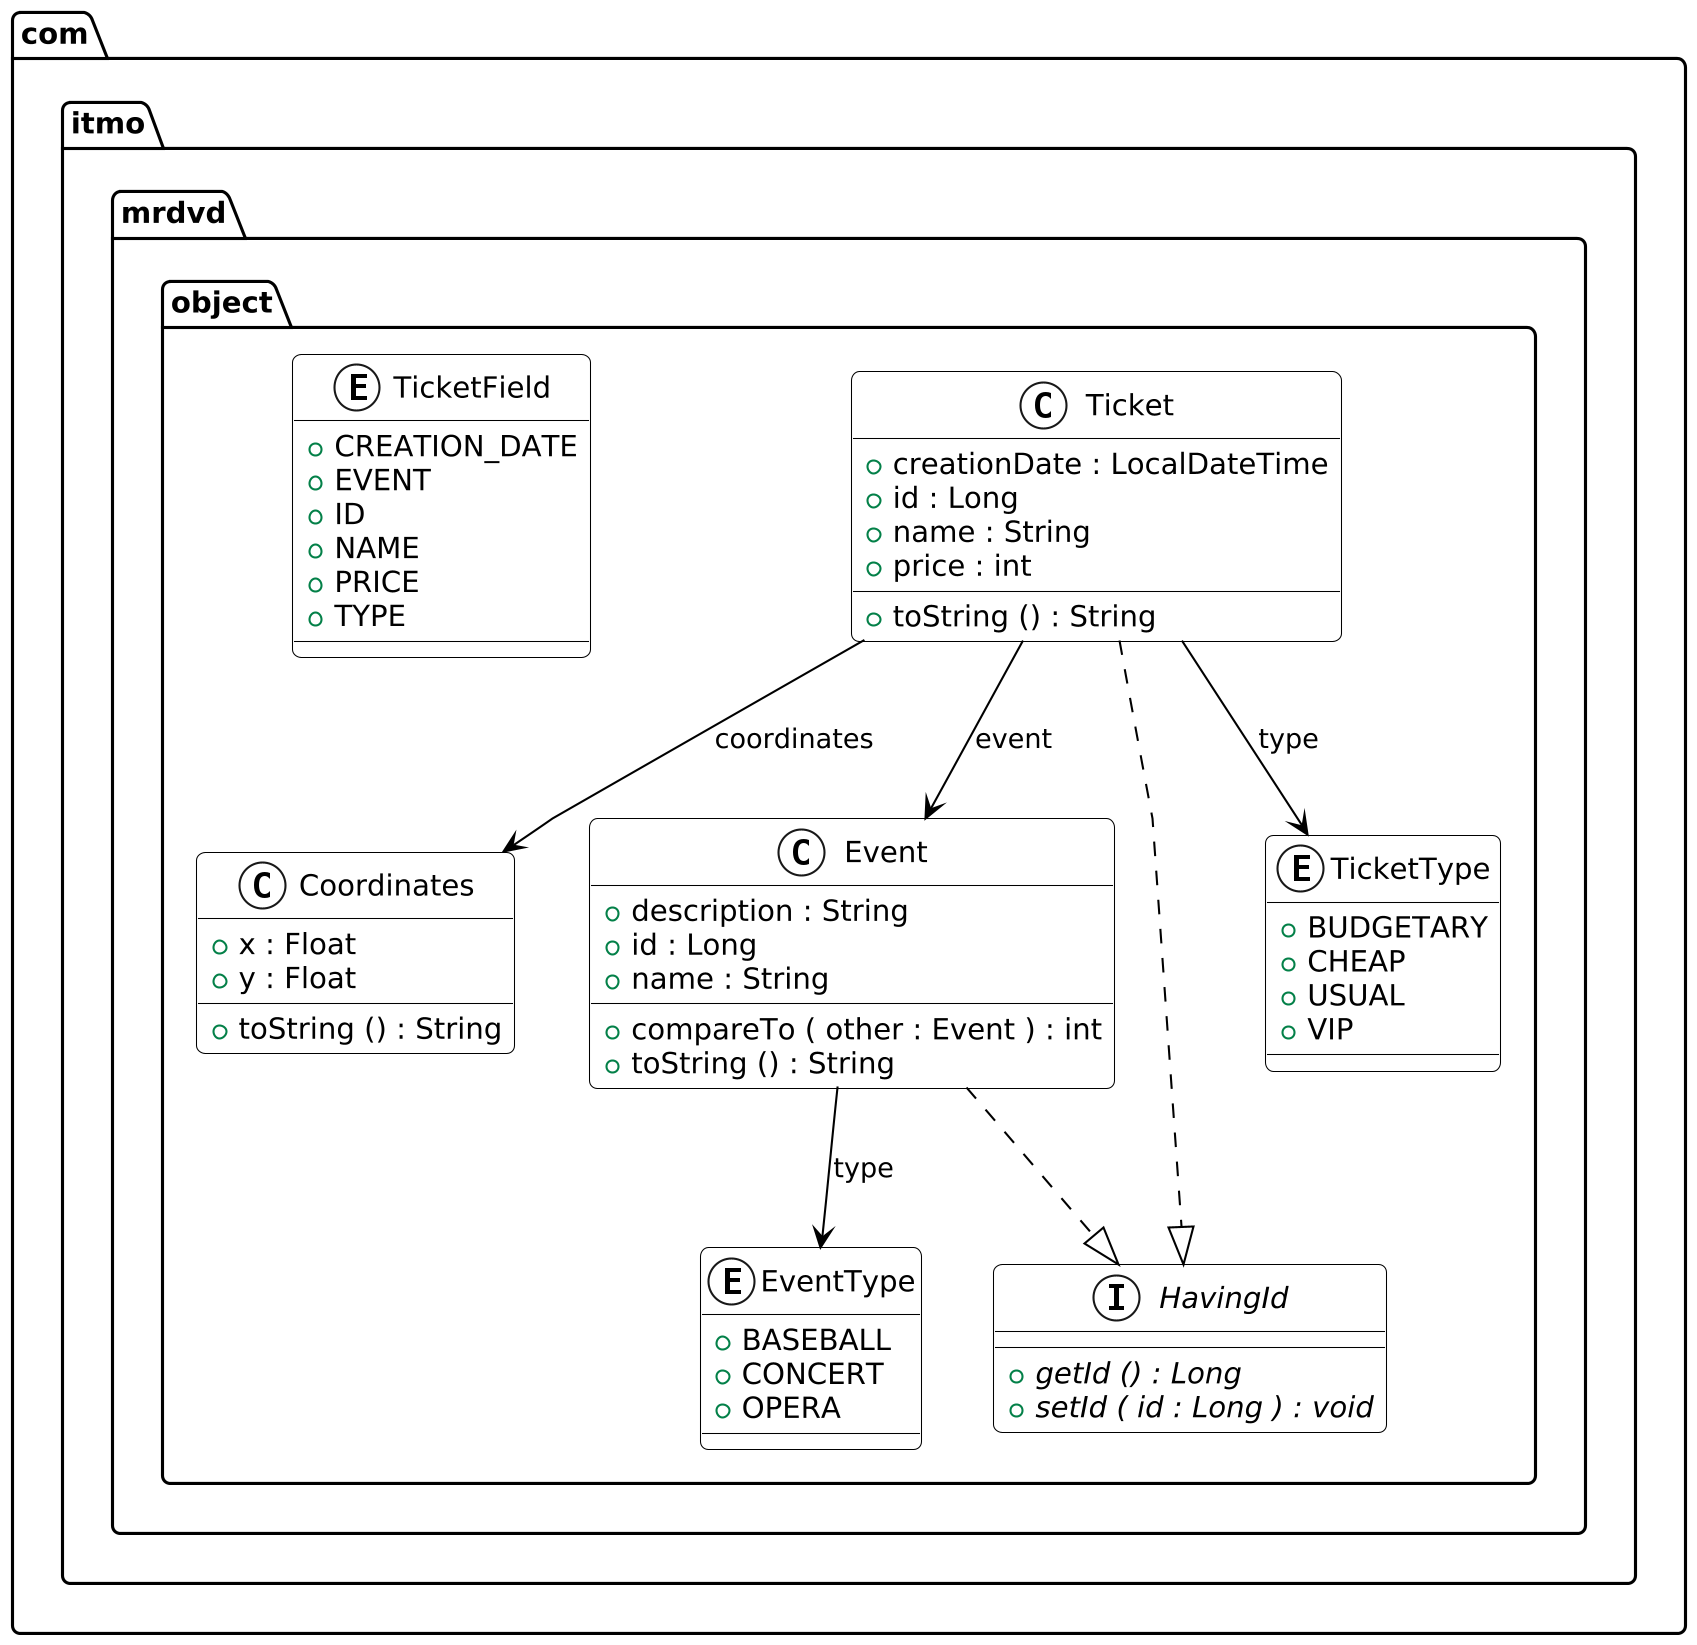 com
itmo
mrdvd
object
E TicketField
CREATION_DATE
EVENT
ID
NAME
PRICE
TYPE
C Ticket
creationDate : LocalDateTime
id : Long
name : String
price : int
toString () : String
coordinates
event
type
C Coordinates
x : Float
y : Float
toString () : String
C Event
description : String
id : Long
name : String
compareTo ( other : Event ) : int
toString () : String
E TicketType
BUDGETARY
CHEAP
USUAL
VIP
type
E EventType
BASEBALL
CONCERT
OPERA
I HavingId
getId () : Long
setId ( id : Long ) : void